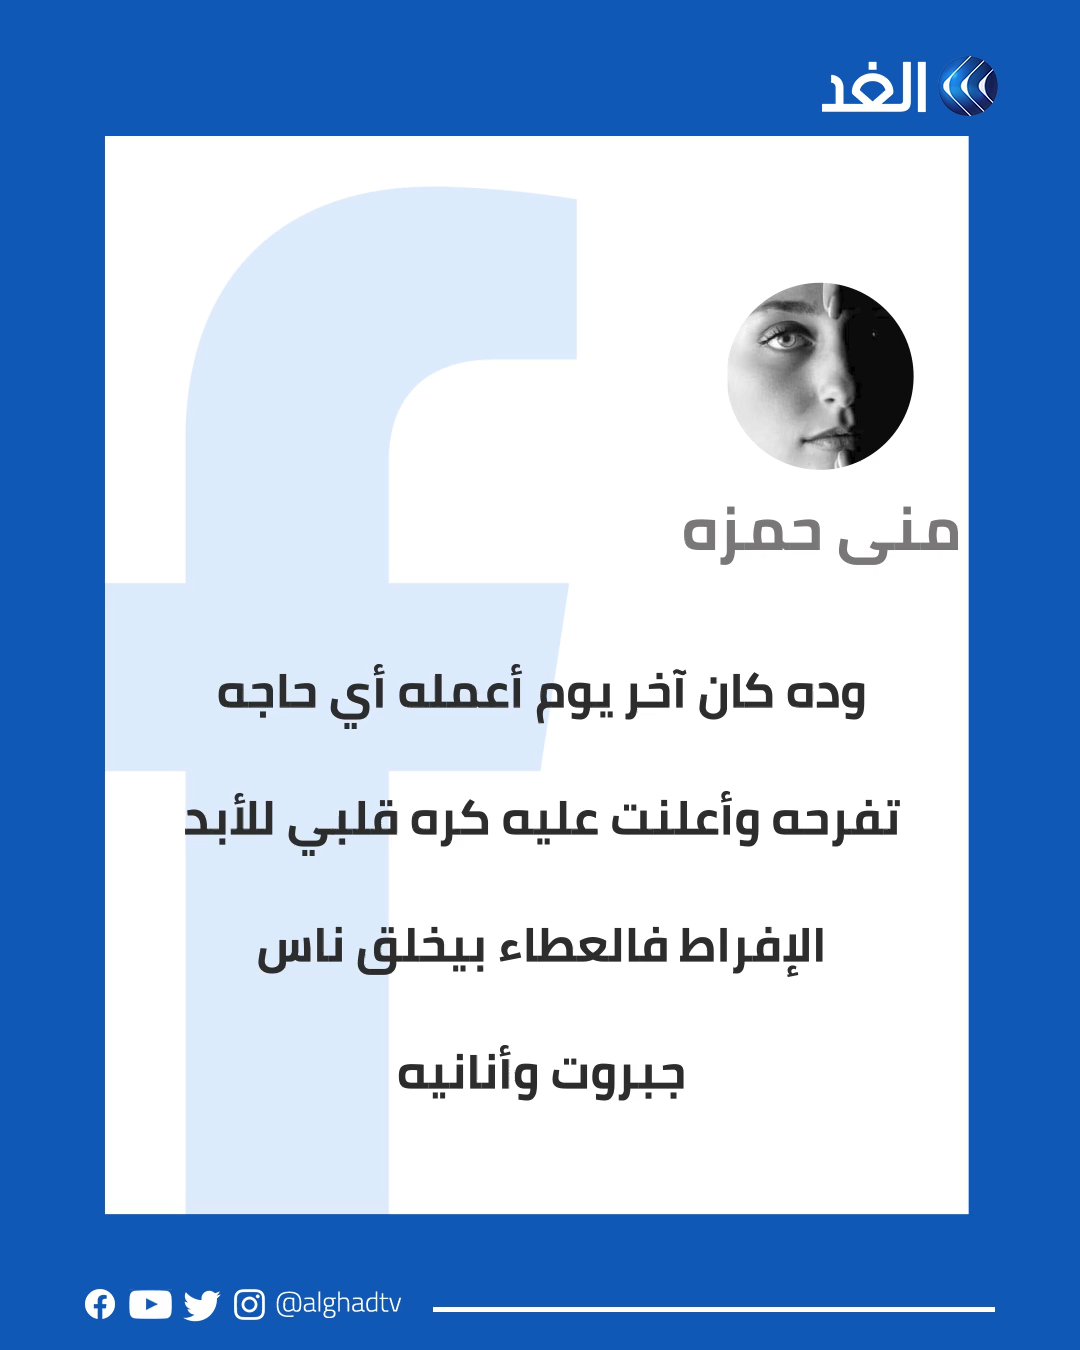 الغد
منى حمزه
وده كان آخر يوم أعمله أي حاجه
تفرحه وأعلنت عليه كره قلبي للأبد
الإفراط فالعطاء بيخلق ناس
جبروت وأنانيه
@alghadtv